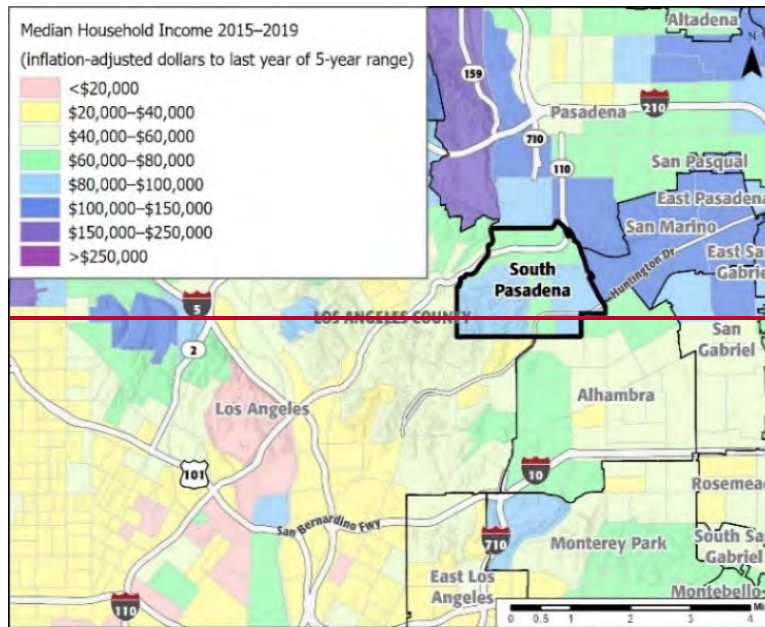 Median Household Income 2015–2019
(inflation-adjusted dollars to last year of 5-year range)
<$20,000
$20,000–$40,000
$40,000–$60,000
$60,000–$80,000
$80,000–$100,000
$100,000–$150,000
$150,000–$250,000
>$250,000
Altadena
N
159
Pasadena
210
710
110
San Pasqual
East Pasadena
San Marino
South
Pasadena
Huntington Dr
East San
Gabriel
5
LOS ANGELES COUNTY
2
San
Gabriel
Los Angeles
Alhambra
101
10
Rosemead
San Bernardino Fwy
710
Monterey Park
South Sa
Gabriel
East Los
Angeles
Montebello
110
0 0.5 1 2 3 4
Mi